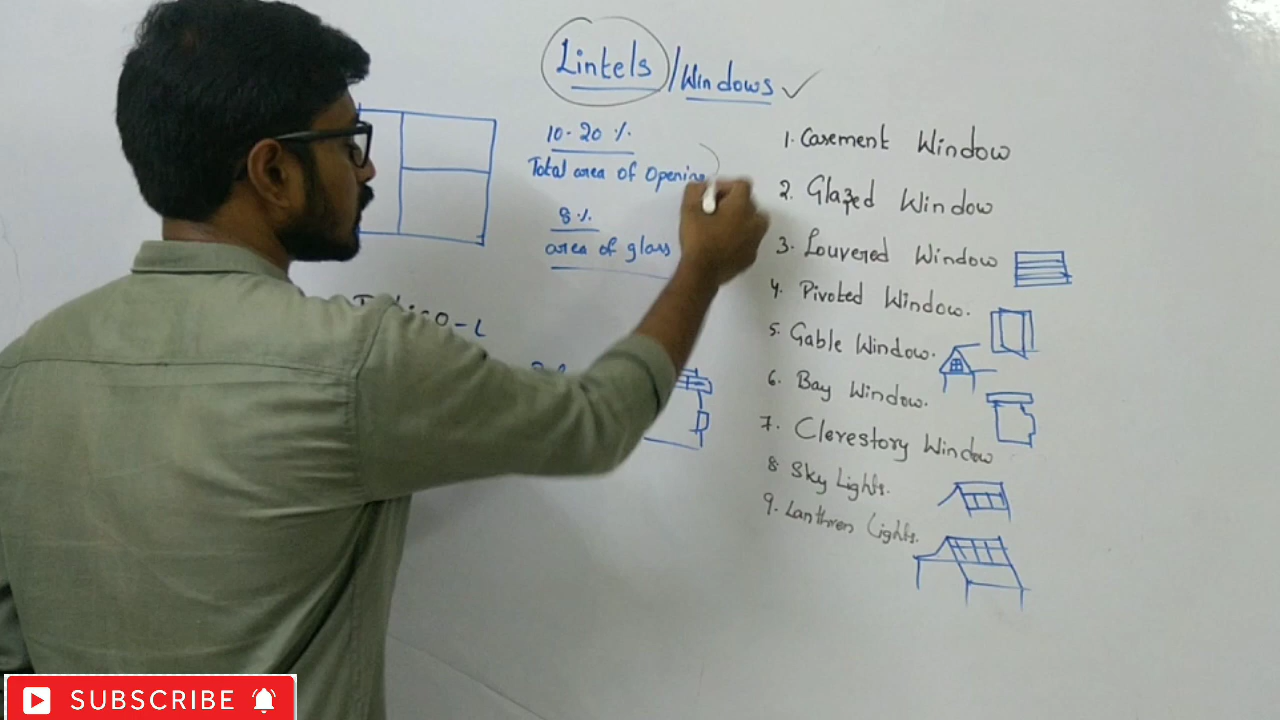 Lintels / Windows
10-20 %
Total area of Opening
8 %
area of glass
1. Casement Window
2. Glazed Window
3. Louvered Window
4. Pivoted Window.
5. Gable Window.
6. Bay Window.
7. Clerestory Window
8. Sky Lights.
9. Lanthren Lights.
SUBSCRIBE